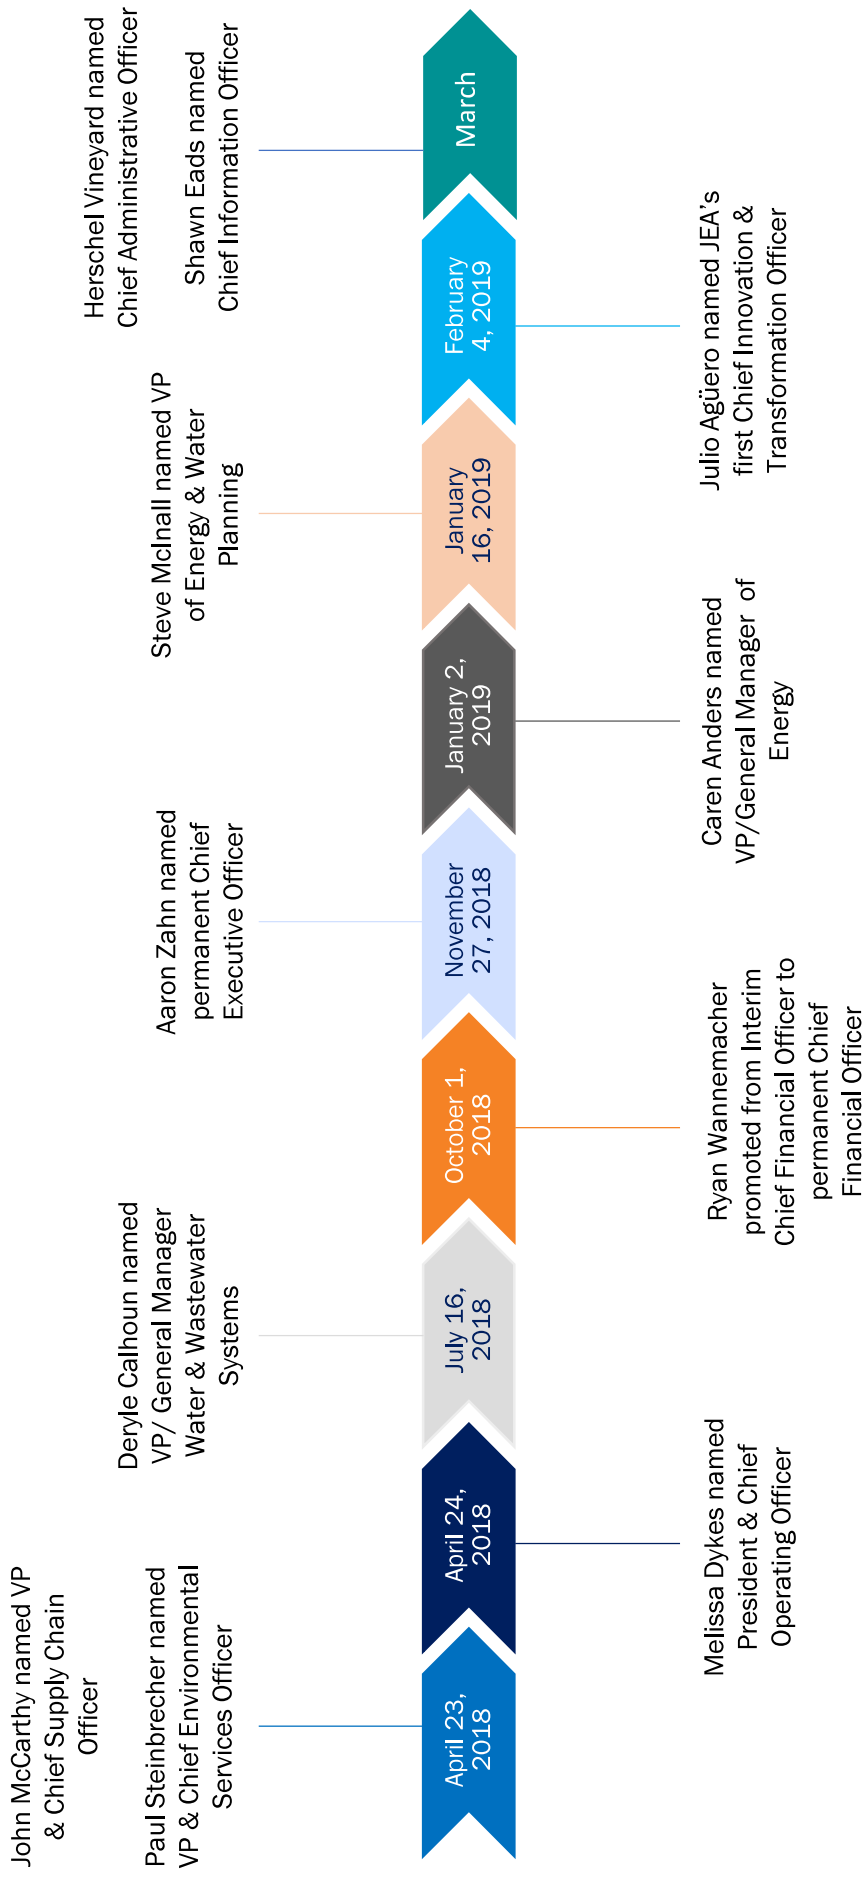 John McCarthy named VP
& Chief Supply Chain
Officer
Paul Steinbrecher named
VP & Chief Environmental
Services Officer
April 23,
2018
April 24,
2018
Melissa Dykes named
President & Chief
Operating Officer
Deryle Calhoun named
VP/ General Manager
Water & Wastewater
Systems
July 16,
2018
October 1,
2018
Ryan Wannemacher
promoted from Interim
Chief Financial Officer to
permanent Chief
Financial Officer
Aaron Zahn named
permanent Chief
Executive Officer
November
27, 2018
January 2,
2019
Caren Anders named
VP/General Manager of
Energy
Steve McInall named VP
of Energy & Water
Planning
January
16, 2019
February
4, 2019
Julio Agüero named JEA’s
first Chief Innovation &
Transformation Officer
Herschel Vineyard named
Chief Administrative Officer
Shawn Eads named
Chief Information Officer
March